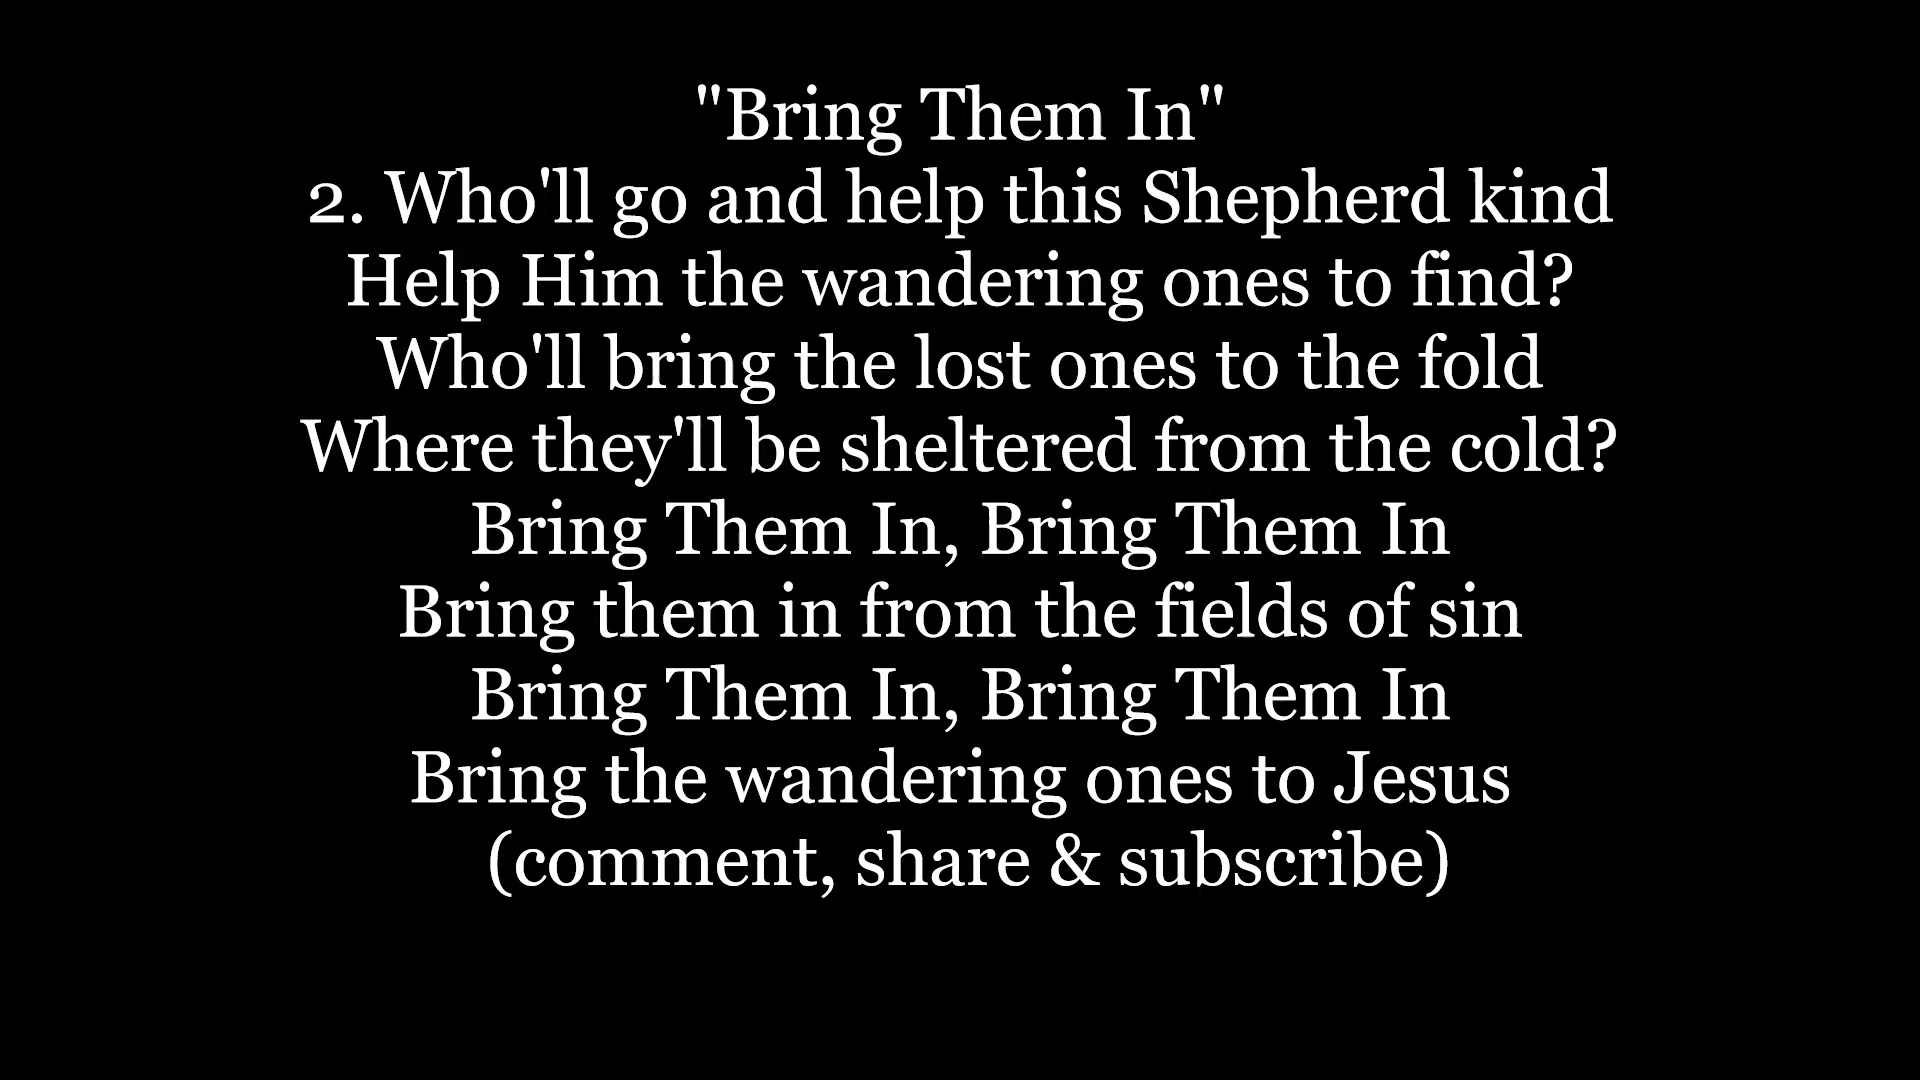 "Bring Them In"
2. Who'll go and help this Shepherd kind
Help Him the wandering ones to find?
Who'll bring the lost ones to the fold
Where they'll be sheltered from the cold?
Bring Them In, Bring Them In
Bring them in from the fields of sin
Bring Them In, Bring Them In
Bring the wandering ones to Jesus
(comment, share & subscribe)